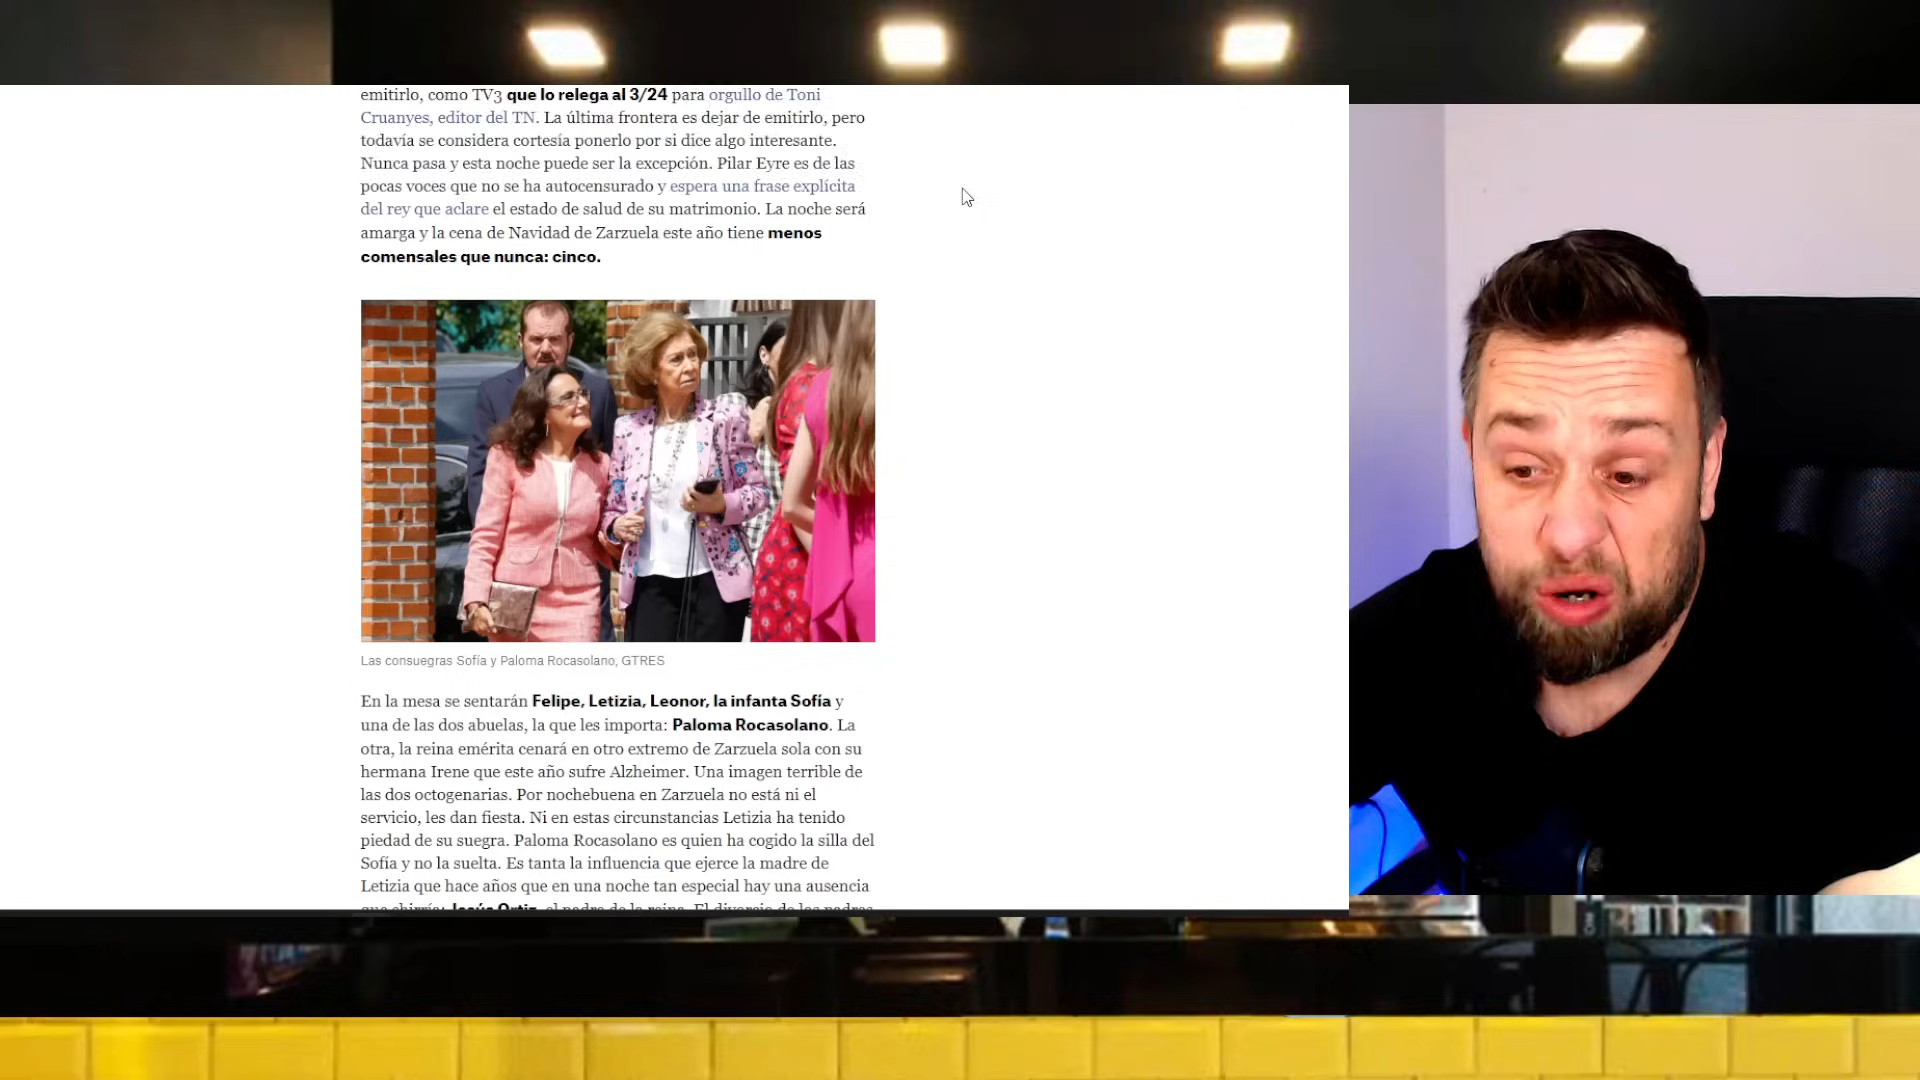 emitirlo, como TV3 que lo relega al 3/24 para orgullo de Toni
Cruanyes, editor del TN. La última frontera es dejar de emitirlo, pero
todavía se considera cortesía ponerlo por si dice algo interesante.
Nunca pasa y esta noche puede ser la excepción. Pilar Eyre es de las
pocas voces que no se ha autocensurado y espera una frase explícita
del rey que aclare el estado de salud de su matrimonio. La noche será
amarga y la cena de Navidad de Zarzuela este año tiene menos
comensales que nunca: cinco.
Las consuegras Sofía y Paloma Rocasolano, GTRES
En la mesa se sentarán Felipe, Letizia, Leonor, la infanta Sofía y
una de las dos abuelas, la que les importa: Paloma Rocasolano. La
otra, la reina emérita cenará en otro extremo de Zarzuela sola con su
hermana Irene que este año sufre Alzheimer. Una imagen terrible de
las dos octogenarias. Por nochebuena en Zarzuela no está ni el
servicio, les dan fiesta. Ni en estas circunstancias Letizia ha tenido
piedad de su suegra. Paloma Rocasolano es quien ha cogido la silla del
Sofía y no la suelta. Es tanta la influencia que ejerce la madre de
Letizia que hace años que en una noche tan especial hay una ausencia
que chirría: Jesús Ortiz, el padre de la reina. El divorcio de los padres